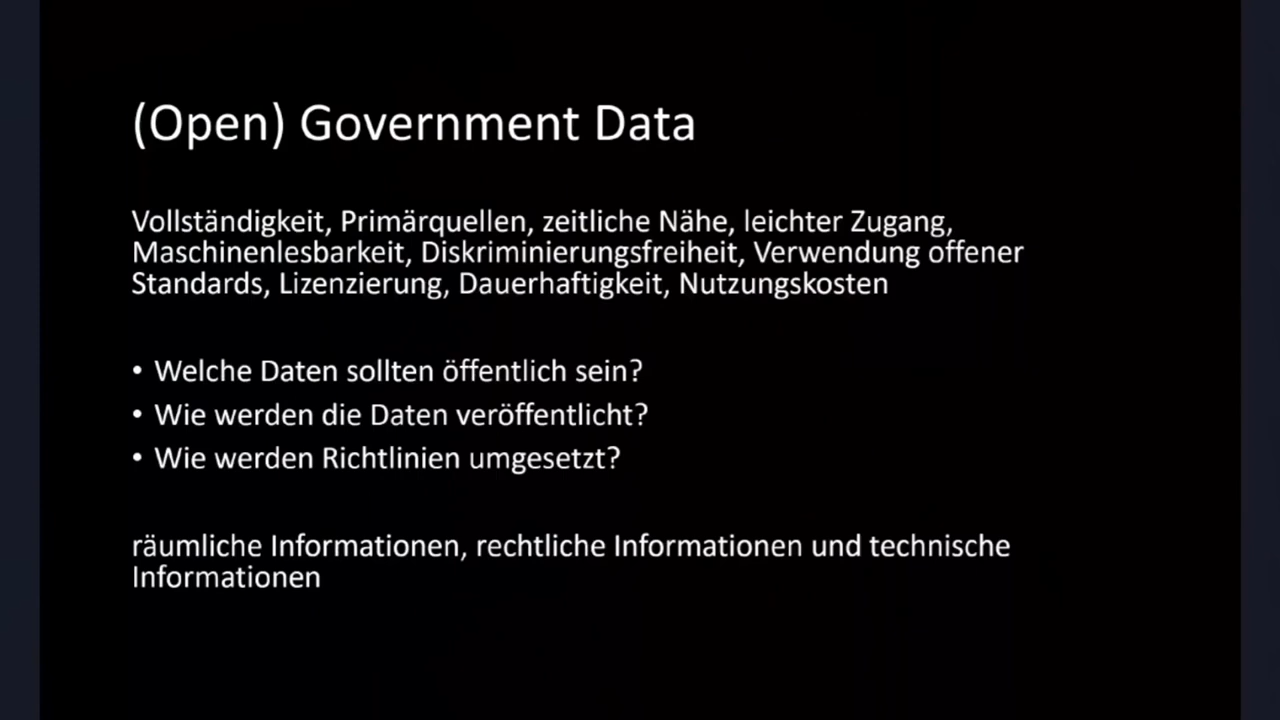 (Open) Government Data
Vollständigkeit, Primärquellen, zeitliche Nähe, leichter Zugang,
Maschinenlesbarkeit, Diskriminierungsfreiheit, Verwendung offener
Standards, Lizenzierung, Dauerhaftigkeit, Nutzungskosten
• Welche Daten sollten öffentlich sein?
• Wie werden die Daten veröffentlicht?
• Wie werden Richtlinien umgesetzt?
räumliche Informationen, rechtliche Informationen und technische
Informationen